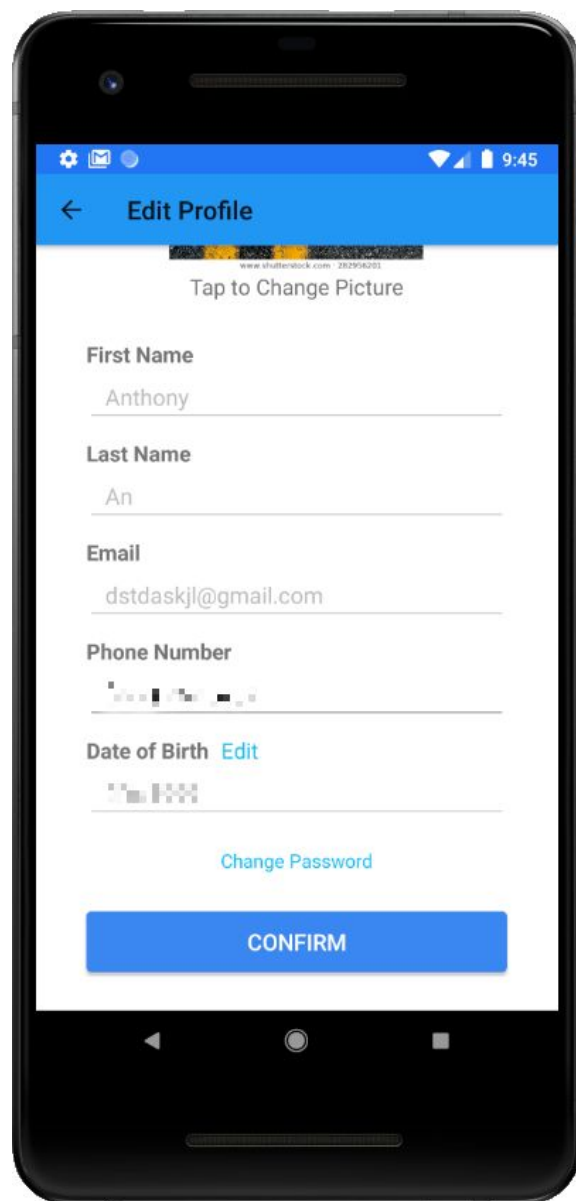 9:45
Edit Profile
www.shutterstock.com · 282956201
Tap to Change Picture
First Name
Anthony
Last Name
An
Email
dstdaskjl@gmail.com
Phone Number
Date of Birth Edit
Change Password
CONFIRM